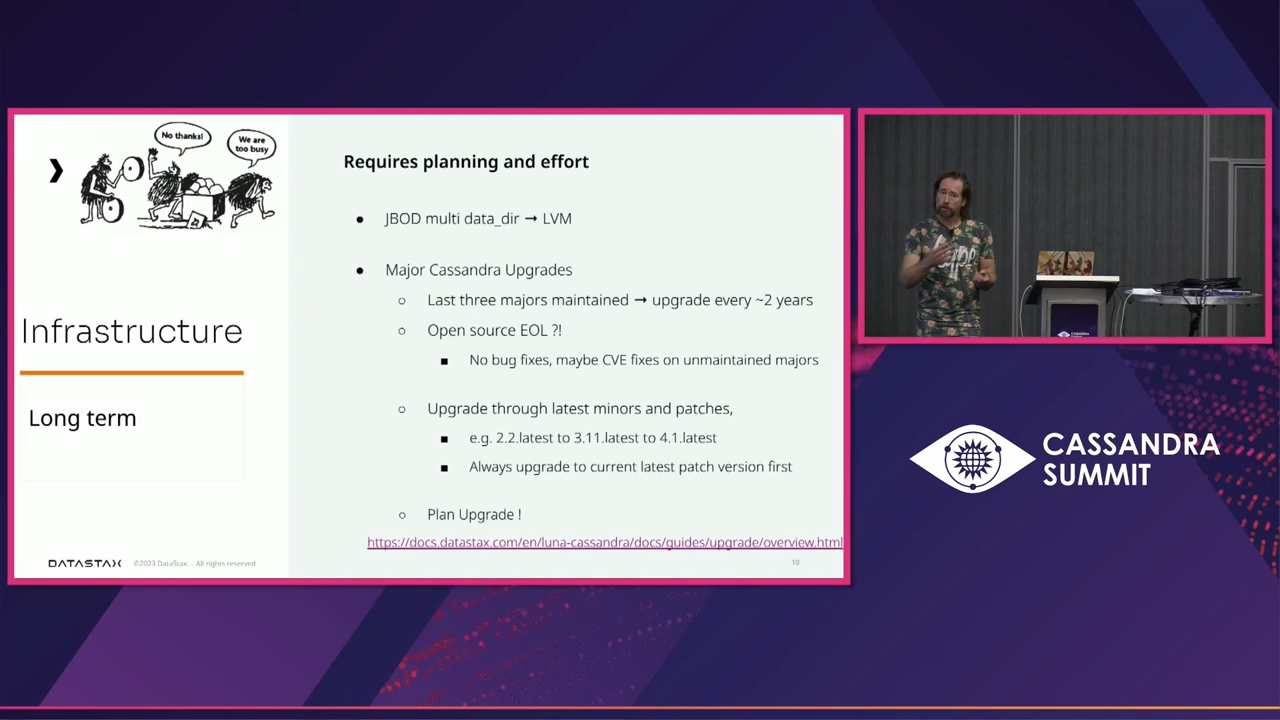 No thanks!
We are
too busy
Infrastructure
Long term
DATASTAX
©2023 DataStax. - All rights reserved
Requires planning and effort
● JBOD multi data_dir → LVM
● Major Cassandra Upgrades
○ Last three majors maintained → upgrade every ~2 years
○ Open source EOL ?!
■ No bug fixes, maybe CVE fixes on unmaintained majors
○ Upgrade through latest minors and patches,
■ e.g. 2.2.latest to 3.11.latest to 4.1.latest
■ Always upgrade to current latest patch version first
○ Plan Upgrade !
https://docs.datastax.com/en/luna-cassandra/docs/guides/upgrade/overview.html
10
CASSANDRA
SUMMIT